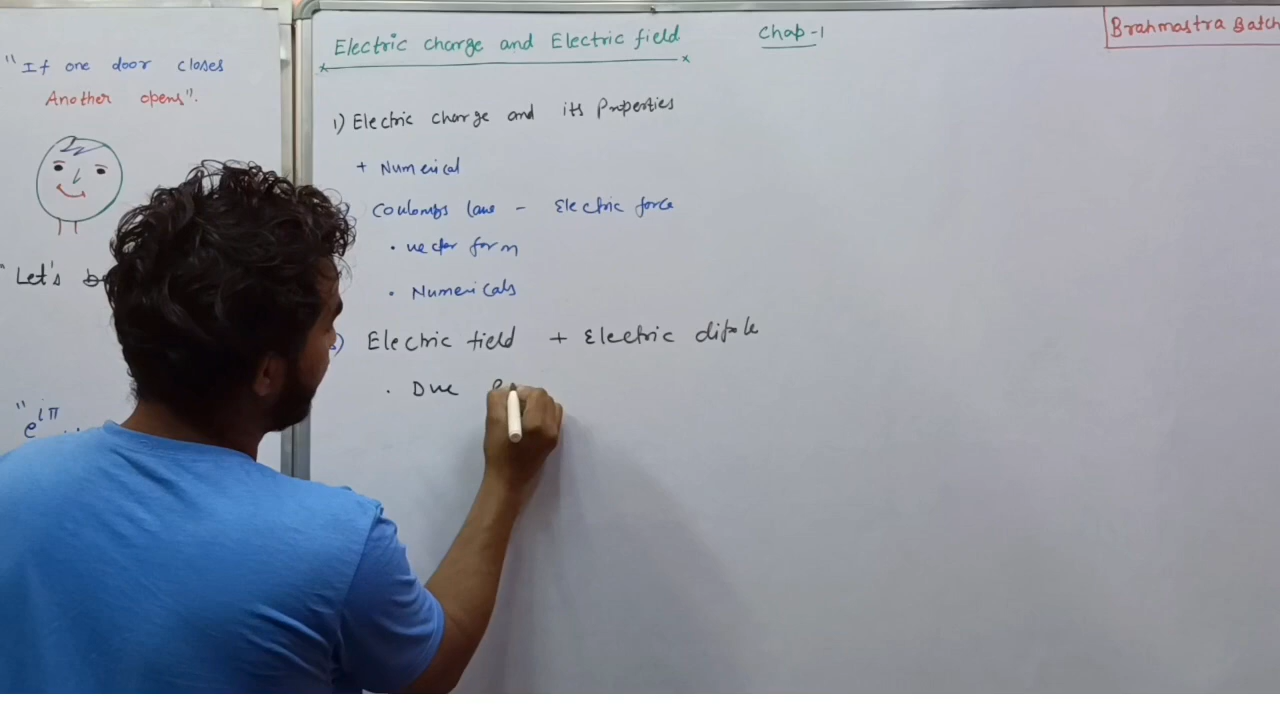 "If one door closes
Another opens".
"Let's
"e^iπ
Electric charge and Electric field
Chap-1
Brahmastra Batch
1) Electric charge and its Properties
+ Numerical
Coulombs law - Electric force
• vector form
• Numericals
) Electric field + Electric dipole
• Due